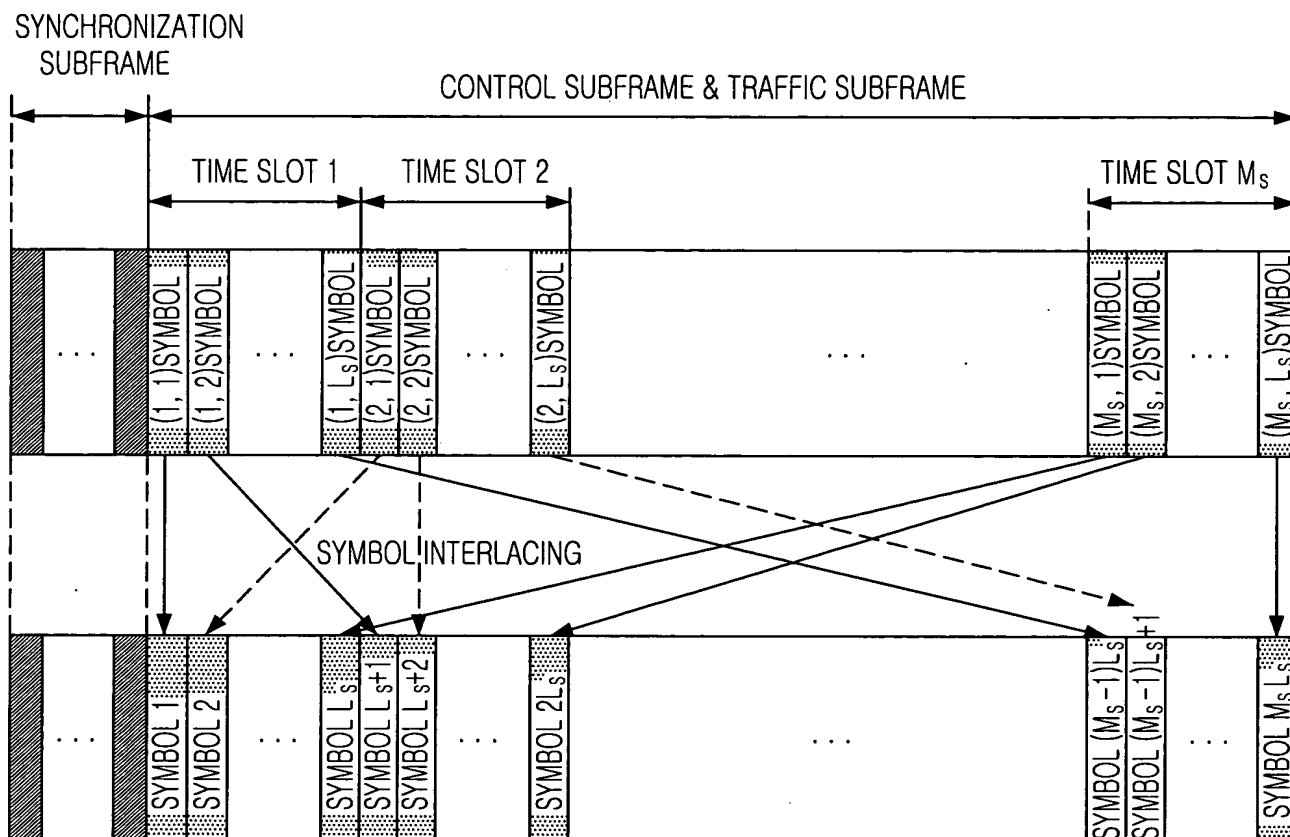 SYNCHRONIZATION
SUBFRAME
CONTROL SUBFRAME & TRAFFIC SUBFRAME
TIME SLOT 1
TIME SLOT 2
TIME SLOT Ms
(1, 1)SYMBOL
(1, 2)SYMBOL
(1, Ls)SYMBOL
(2, 1)SYMBOL
(2, 2)SYMBOL
(2, Ls)SYMBOL
(Ms, 1)SYMBOL
(Ms, 2)SYMBOL
(Ms, Ls)SYMBOL
...
...
...
...
...
SYMBOL INTERLACING
SYMBOL 1
SYMBOL 2
SYMBOL Ls
SYMBOL Ls+1
SYMBOL Ls+2
SYMBOL 2Ls
SYMBOL (Ms-1)Ls
SYMBOL (Ms-1)Ls+1
SYMBOL MsLs
...
...
...
...
...